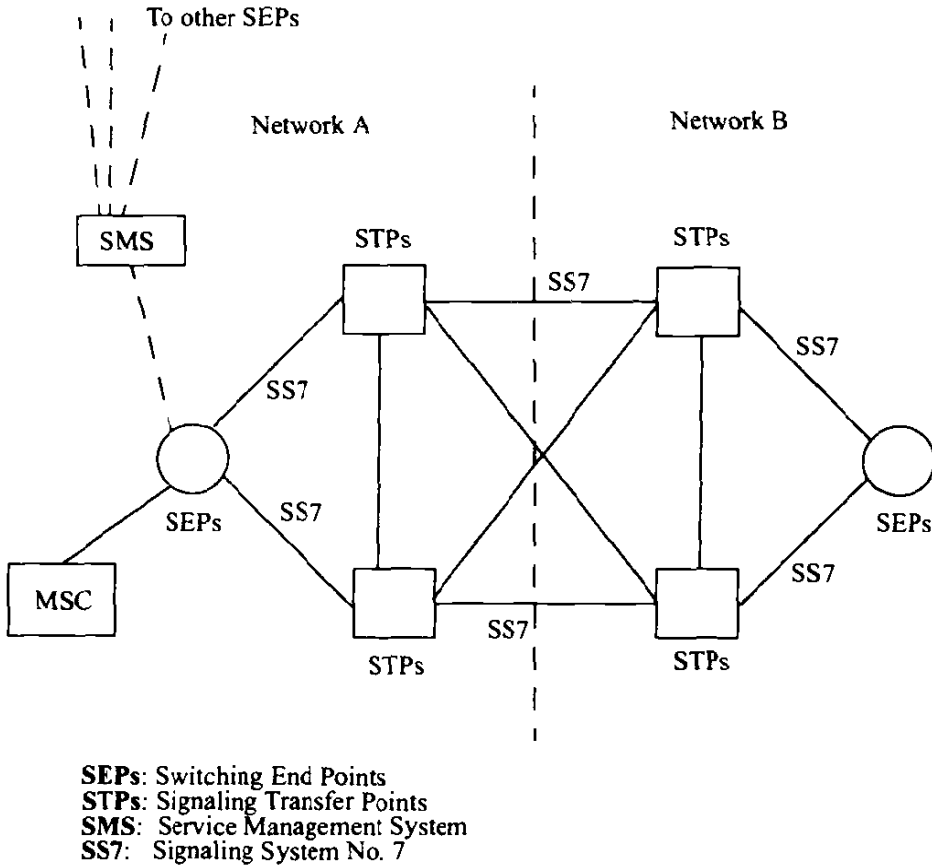 To other SEPs
Network A
Network B
SMS
STPs
STPs
SS7
SS7
SS7
SS7
SEPs
SEPs
MSC
SS7
SS7
STPs
STPs
SEPs: Switching End Points
STPs: Signaling Transfer Points
SMS: Service Management System
SS7: Signaling System No. 7